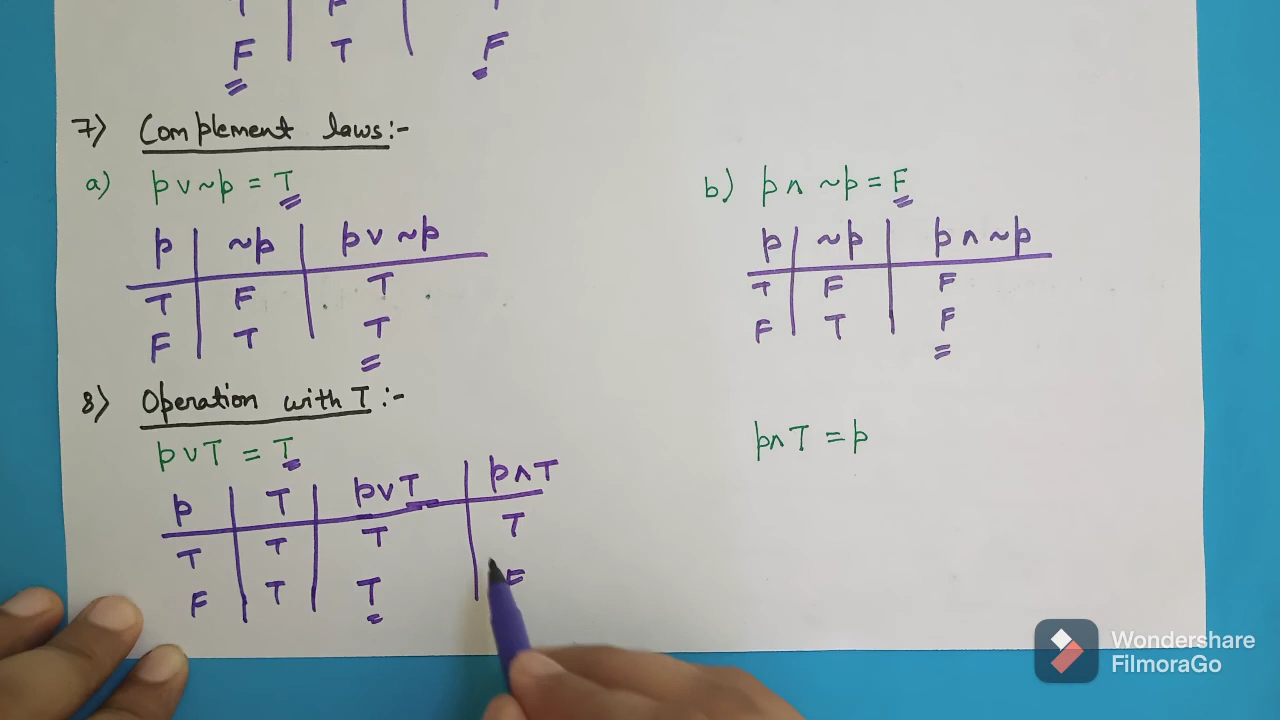 T F T
F T F
7) Complement laws:-
a) p∨~p = T
b) p∧ ~p = F
p ~p p∨ ~p
T F T
F T T
p ~p p∧ ~p
T F F
F T F
8) Operation with T:-
p∨T = T
p∧T = p
p T p∨T p∧T
T T T T
F T T F
Wondershare
FilmoraGo